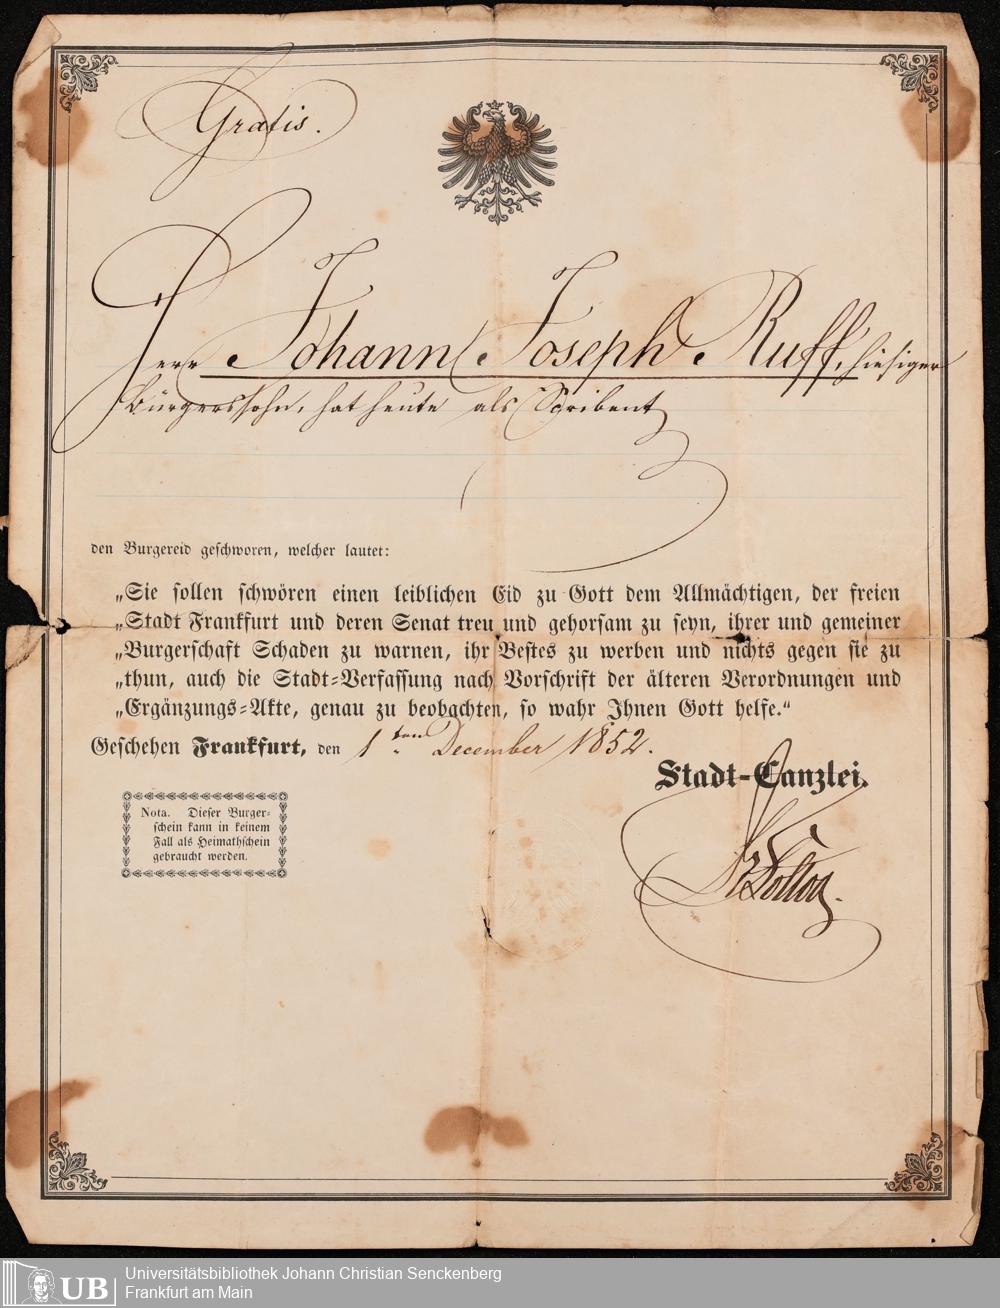 Gratis.
Herr Johann Joseph Ruff, hiesiger
Bürgerssohn, hat heute als Scribent
den Burgereid geschworen, welcher lautet:
„Sie sollen schwören einen leiblichen Eid zu Gott dem Allmächtigen, der freien
„Stadt Frankfurt und deren Senat treu und gehorsam zu seyn, ihrer und gemeiner
„Burgerschaft Schaden zu warnen, ihr Bestes zu werben und nichts gegen sie zu
„thun, auch die Stadt-Verfassung nach Vorschrift der älteren Verordnungen und
„Ergänzungs-Akte, genau zu beobachten, so wahr Ihnen Gott helfe.“
Geschehen Frankfurt, den 1ten December 1852.
Stadt-Canzlei.
Nota. Dieser Burger-
schein kann in keinem
Fall als Heimathschein
gebraucht werden.
UB
Universitätsbibliothek Johann Christian Senckenberg
Frankfurt am Main